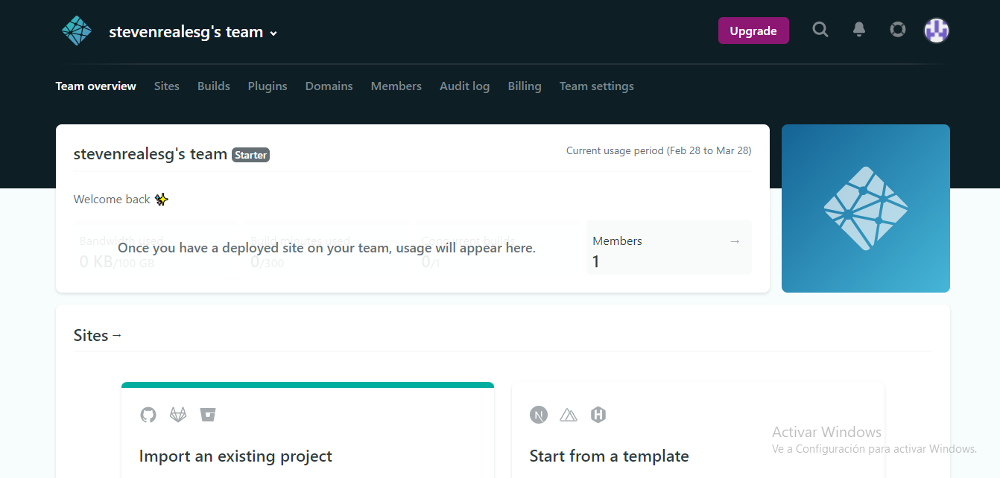 stevenrealesg's team
Upgrade
Team overview Sites Builds Plugins Domains Members Audit log Billing Team settings
stevenrealesg's team Starter
Current usage period (Feb 28 to Mar 28)
Welcome back ✨
Bandwidth used
0 KB/100 GB
Build minutes used
0/300
Concurrent builds
0/1
Once you have a deployed site on your team, usage will appear here.
Members →
1
Sites →
Import an existing project
N
H
Start from a template
Activar Windows
Ve a Configuración para activar Windows.